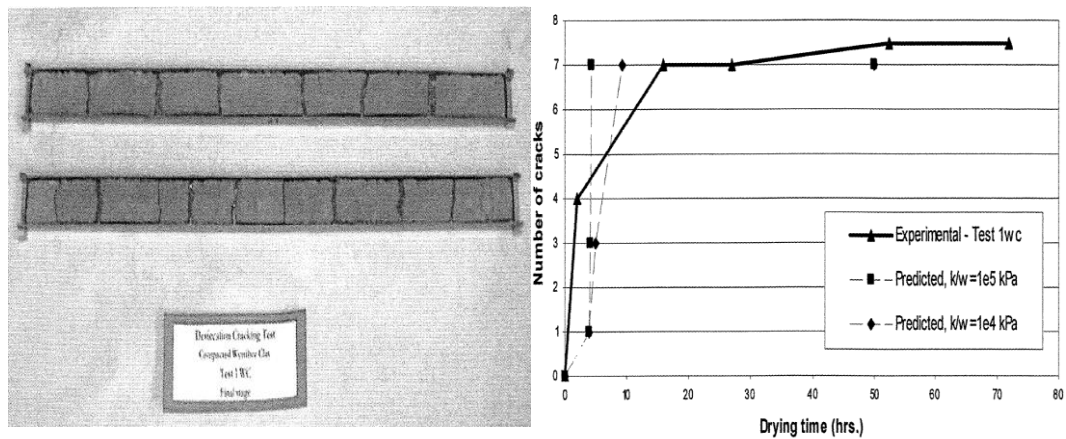 Desiccation Cracking Test
Compacted Werribee Clay
Test 1 WC
Final stage
Number of cracks
8
7
6
5
4
3
2
1
0
0 10 20 30 40 50 60 70 80
Drying time (hrs.)
Experimental - Test 1wc
Predicted, k/w=1e5 kPa
Predicted, k/w=1e4 kPa